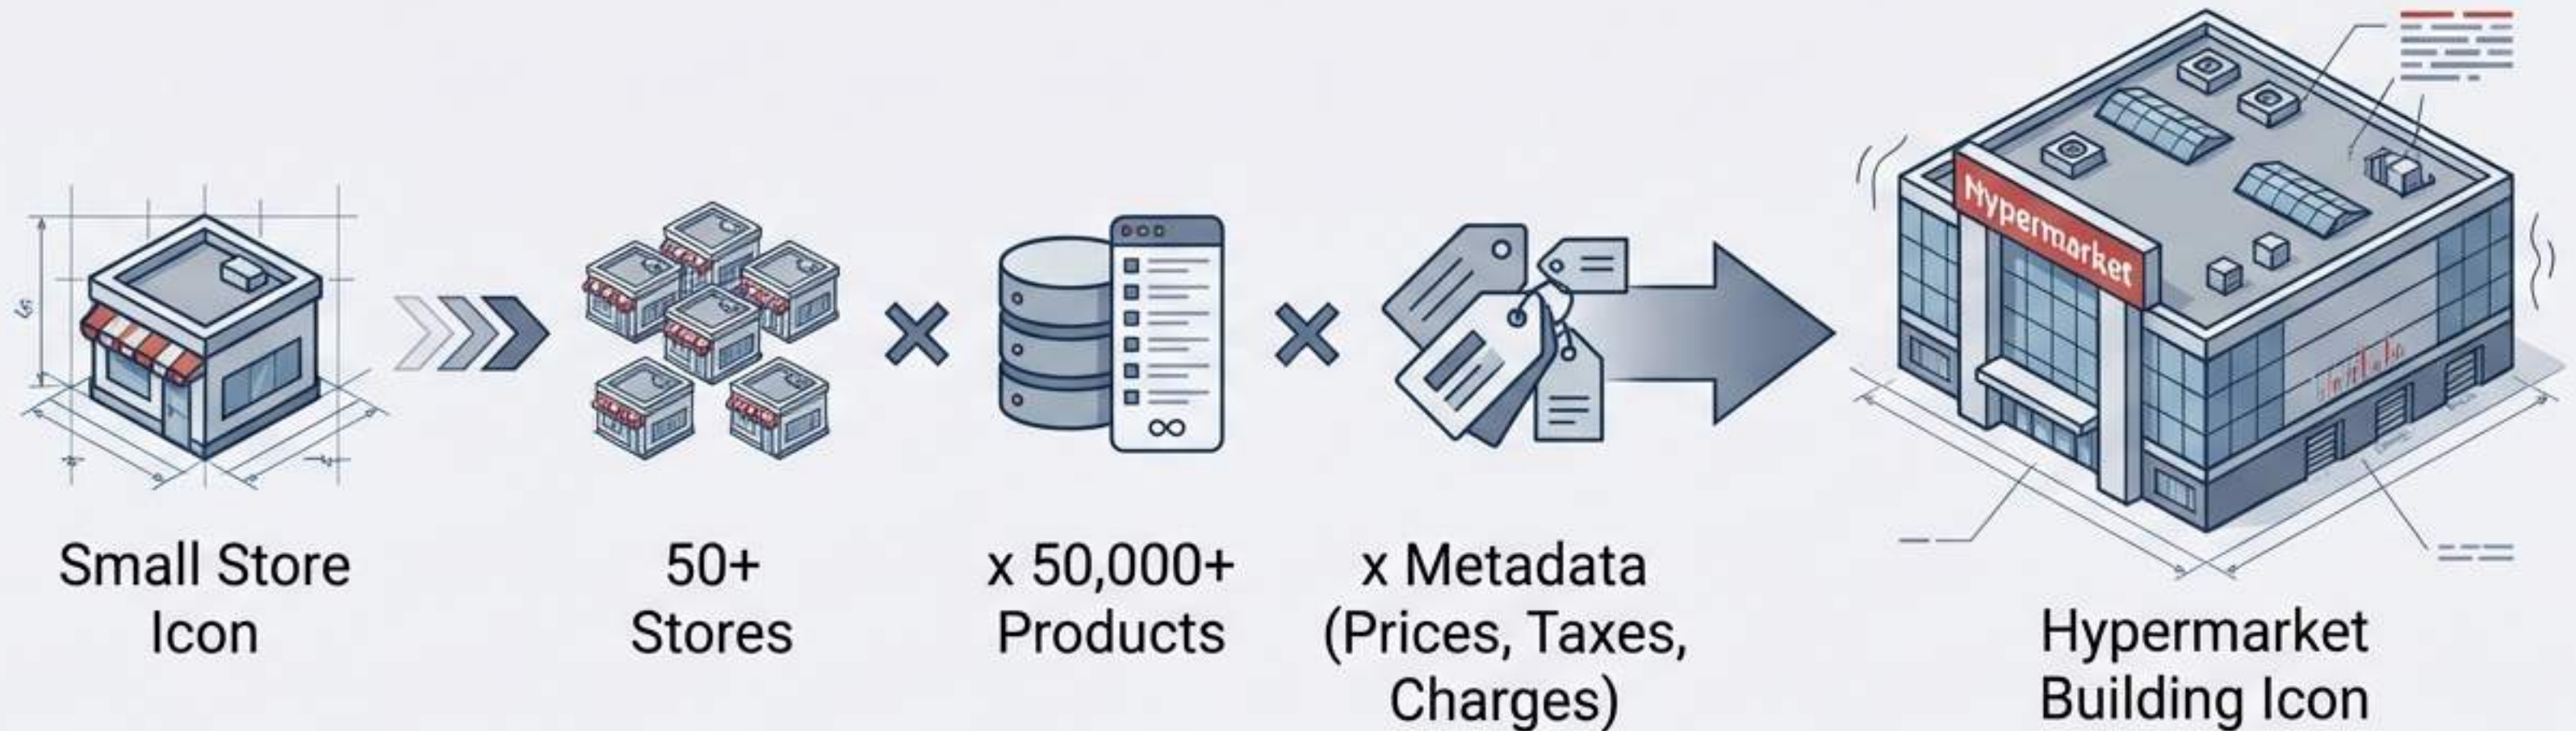 Hypermarket
Small Store
Icon
50+
Stores
x 50,000+
Products
x Metadata
(Prices, Taxes,
Charges)
Hypermarket
Building Icon